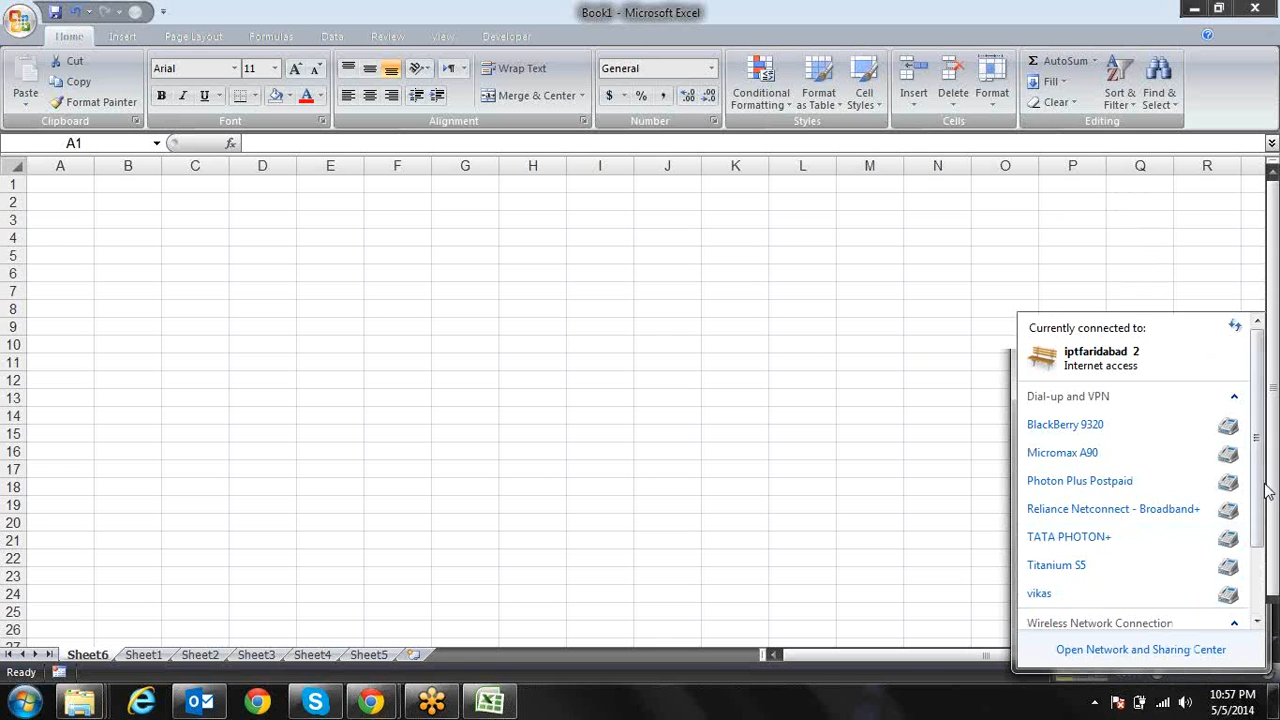 Book1 - Microsoft Excel
Home Insert Page Layout Formulas Data Review View Developer
Cut
Copy
Format Painter
Paste
Clipboard
Arial 11
B I U
Font
Wrap Text
Merge & Center
Alignment
General
$ % ,
Number
Conditional Formatting
Format as Table
Cell Styles
Styles
Insert Delete Format
Cells
Σ AutoSum
Fill
Clear
Sort & Filter
Find & Select
Editing
A1 fx
A B C D E F G H I J K L M N O P Q R
1
2
3
4
5
6
7
8
9
10
11
12
13
14
15
16
17
18
19
20
21
22
23
24
25
26
27
Currently connected to:
iptfaridabad 2
Internet access
Dial-up and VPN
BlackBerry 9320
Micromax A90
Photon Plus Postpaid
Reliance Netconnect - Broadband+
TATA PHOTON+
Titanium S5
vikas
Wireless Network Connection
Open Network and Sharing Center
Sheet6 Sheet1 Sheet2 Sheet3 Sheet4 Sheet5
Ready
10:57 PM
5/5/2014